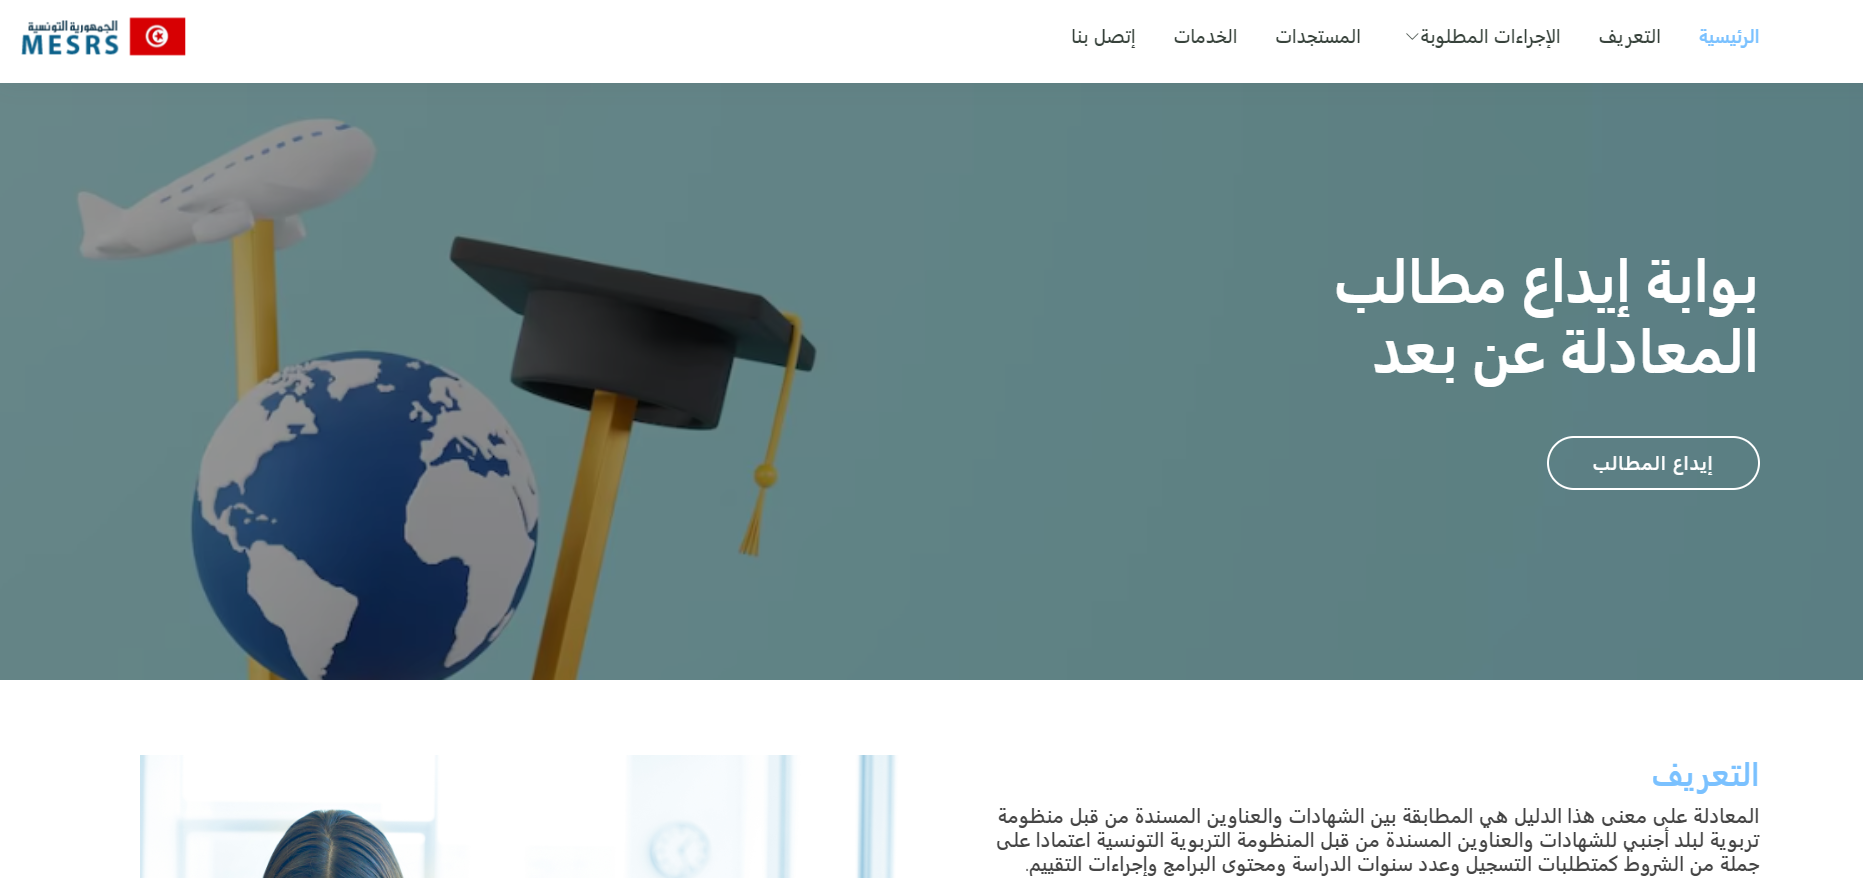 الجمهورية التونسية
MESRS
الرئيسية
التعريف
الإجراءات المطلوبة
المستجدات
الخدمات
إتصل بنا
بوابة إيداع مطالب
المعادلة عن بعد
إيداع المطالب
التعريف
المعادلة على معنى هذا الدليل هي المطابقة بين الشهادات والعناوين المسندة من قبل منظومة
تربوية لبلد أجنبي للشهادات والعناوين المسندة من قبل المنظومة التربوية التونسية اعتمادا على
جملة من الشروط كمتطلبات التسجيل وعدد سنوات الدراسة ومحتوى البرامج وإجراءات التقييم.